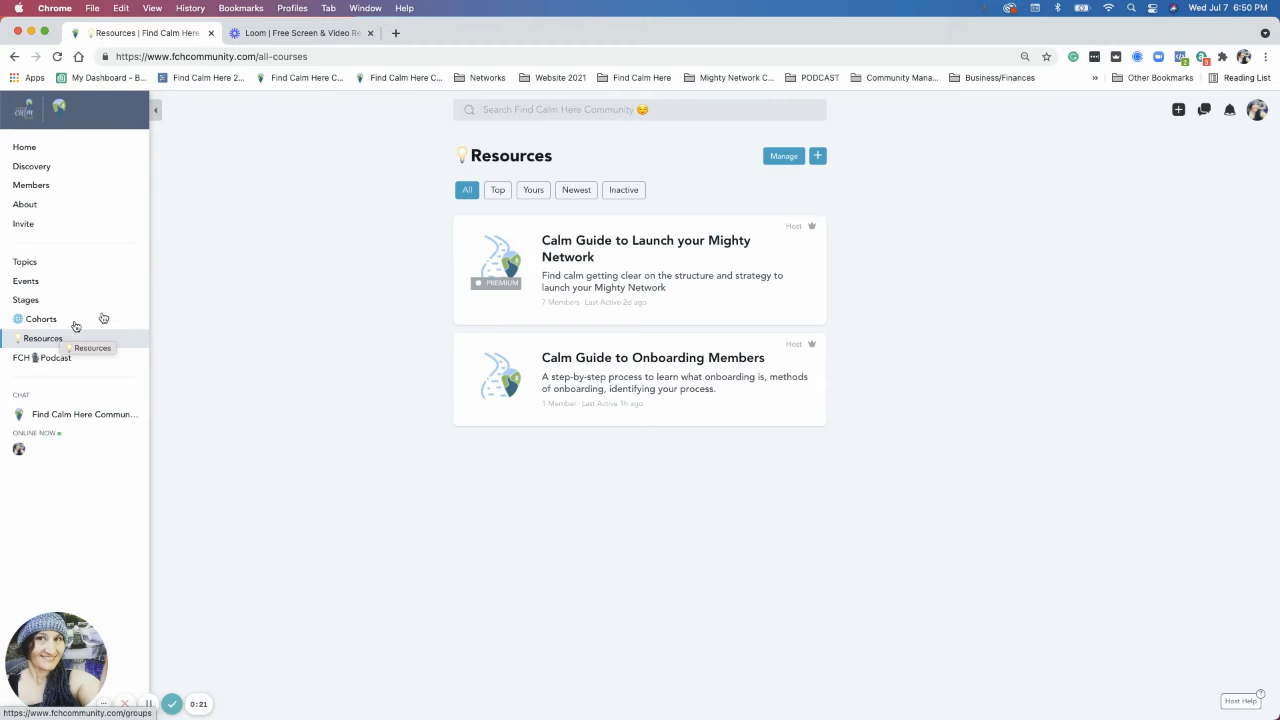 Chrome File Edit View History Bookmarks Profiles Tab Window Help Wed Jul 7 6:50 PM
💡Resources | Find Calm Here × Loom | Free Screen & Video Re × +
https://www.fchcommunity.com/all-courses
Apps My Dashboard - B... Find Calm Here 2... Find Calm Here C... Find Calm Here C... Networks Website 2021 Find Calm Here Mighty Network C... PODCAST Community Mana... Business/Finances » Other Bookmarks Reading List
calm
Search Find Calm Here Community 😌
Home
Discovery
Members
About
Invite
Topics
Events
Stages
🌐 Cohorts
💡Resources
💡Resources
FCH🎙️Podcast
CHAT
Find Calm Here Commun...
ONLINE NOW
💡Resources
Manage +
All Top Yours Newest Inactive
Host
Calm Guide to Launch your Mighty
Network
Find calm getting clear on the structure and strategy to
launch your Mighty Network
7 Members · Last Active 2d ago
PREMIUM
Host
Calm Guide to Onboarding Members
A step-by-step process to learn what onboarding is, methods
of onboarding, identifying your process.
1 Member · Last Active 1h ago
0:21
https://www.fchcommunity.com/groups
Host Help
?